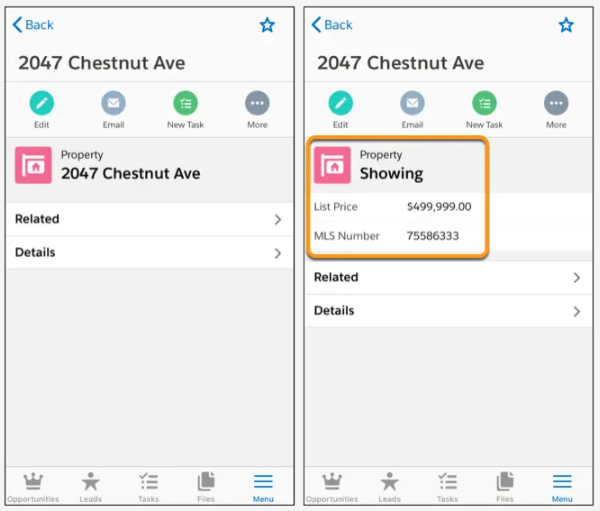 Back
2047 Chestnut Ave
Edit Email New Task More
Property
2047 Chestnut Ave
Related
Details
Opportunities Leads Tasks Files Menu
Back
2047 Chestnut Ave
Edit Email New Task More
Property
Showing
List Price $499,999.00
MLS Number 75586333
Related
Details
Opportunities Leads Tasks Files Menu